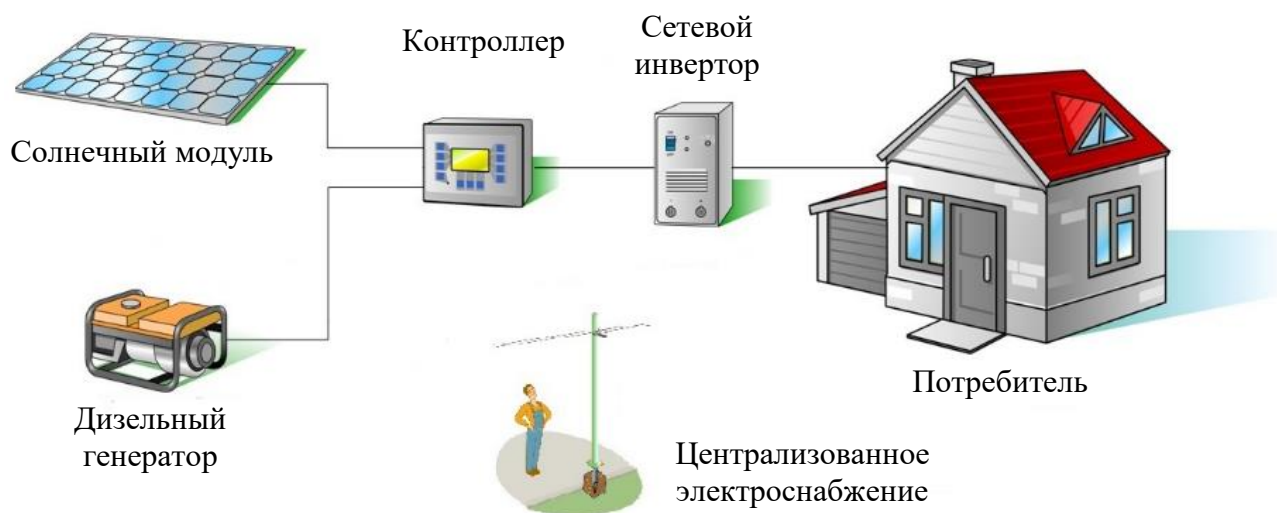 Контроллер
Сетевой
инвертор
Солнечный модуль
Потребитель
Дизельный
генератор
Централизованное
электроснабжение